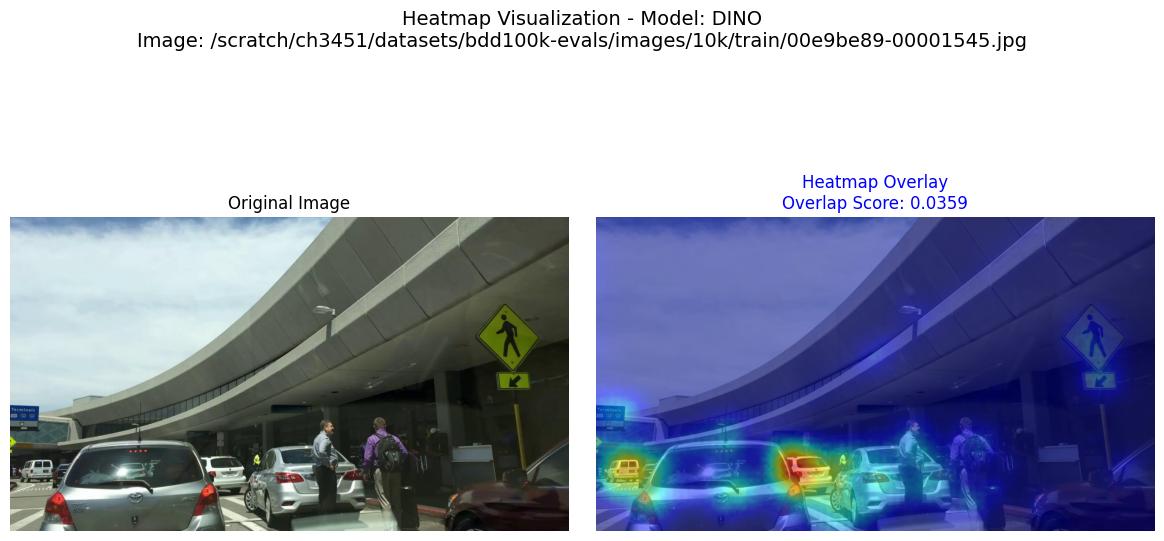 Heatmap Visualization - Model: DINO
Image: /scratch/ch3451/datasets/bdd100k-evals/images/10k/train/00e9be89-00001545.jpg
Original Image
Heatmap Overlay
Overlap Score: 0.0359
Terminals